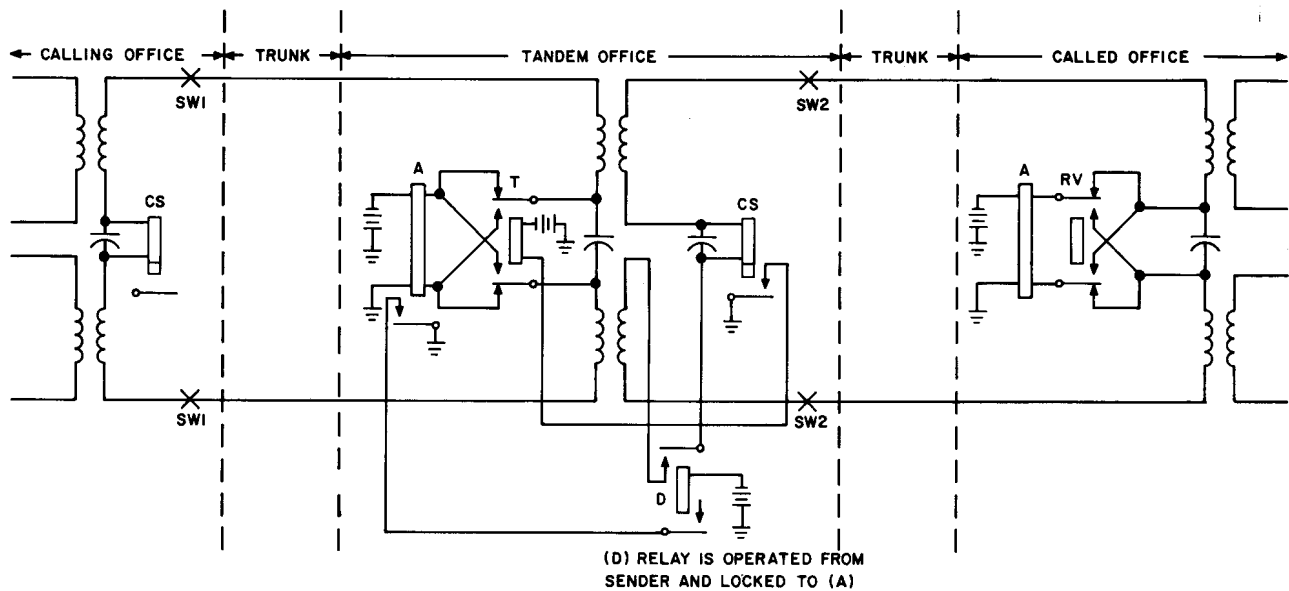 CALLING OFFICE
TRUNK
TANDEM OFFICE
TRUNK
CALLED OFFICE
SW1
SW2
A
T
A
RV
CS
CS
SW1
SW2
D
(D) RELAY IS OPERATED FROM
SENDER AND LOCKED TO (A)